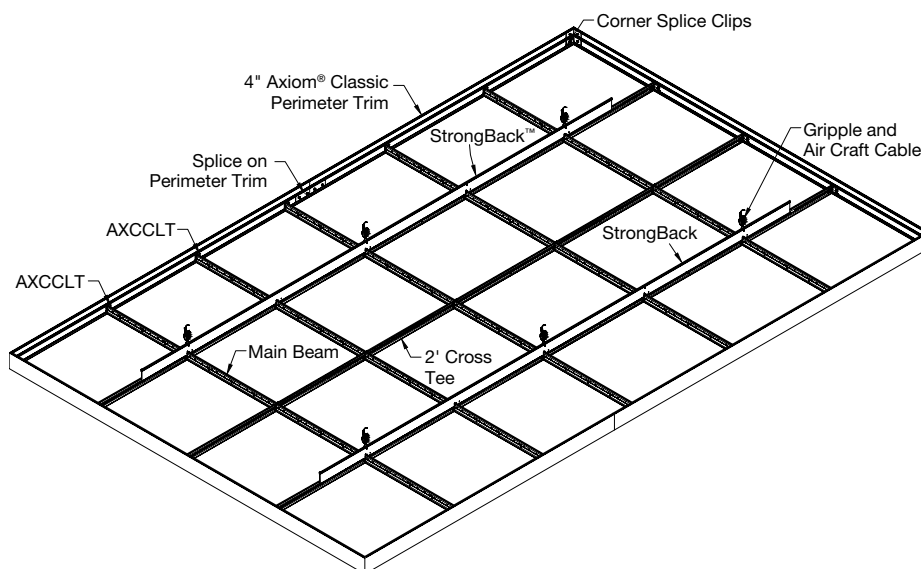 Corner Splice Clips
4" Axiom® Classic
Perimeter Trim
StrongBack™
Gripple and
Air Craft Cable
Splice on
Perimeter Trim
AXCCLT
StrongBack
AXCCLT
Main Beam
2' Cross
Tee